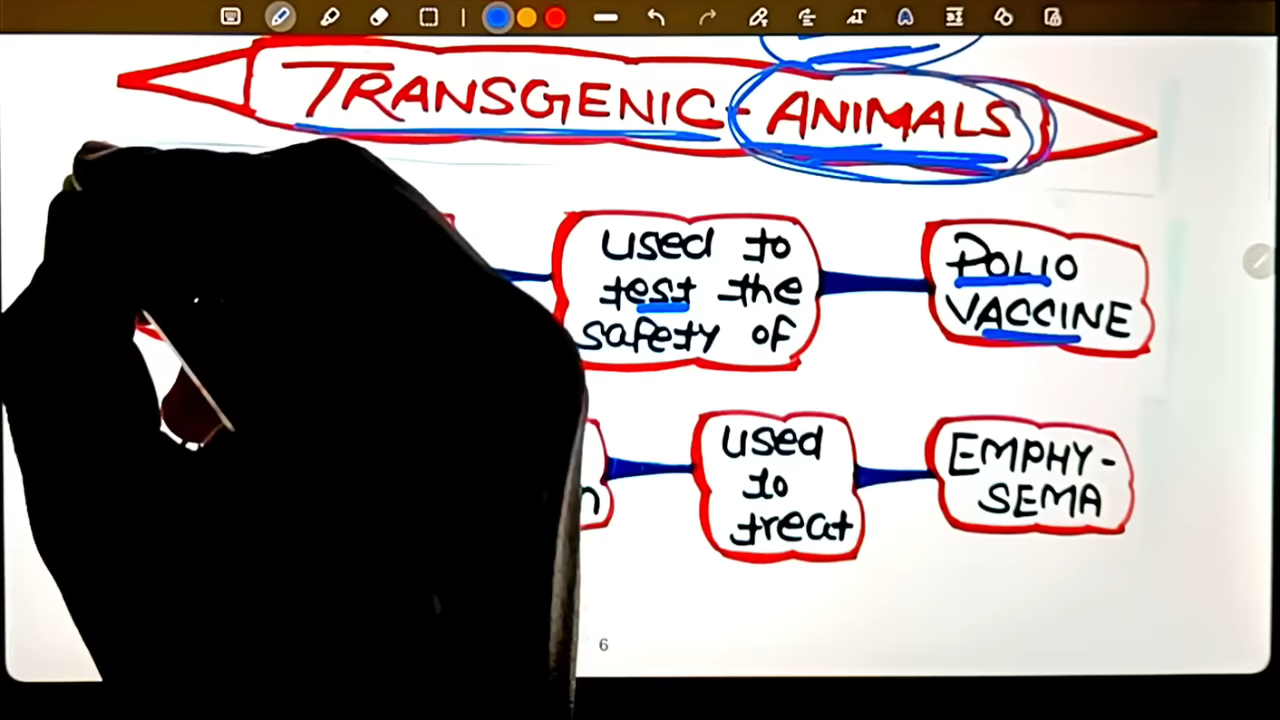 TRANSGENIC-ANIMALS
used to
test the
safety of
POLIO
VACCINE
n
used
to
treat
EMPHY-
SEMA
6